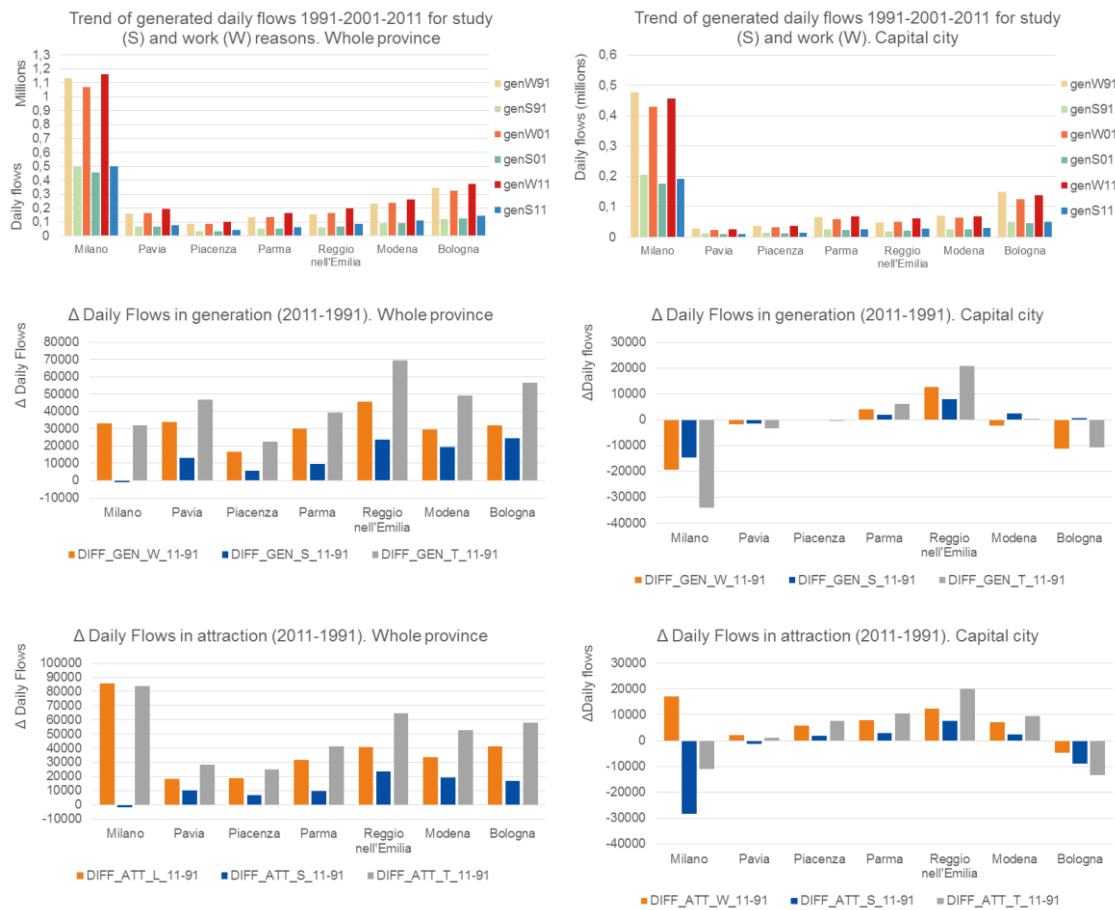 Trend of generated daily flows 1991-2001-2011 for study
(S) and work (W) reasons. Whole province
Millions
Daily flows
1,3
1,2
1,1
1
0,9
0,8
0,7
0,6
0,5
0,4
0,3
0,2
0,1
0
Milano Pavia Piacenza Parma Reggio nell'Emilia Modena Bologna
genW91
genS91
genW01
genS01
genW11
genS11
Trend of generated daily flows 1991-2001-2011 for study
(S) and work (W). Capital city
Daily flows (millions)
0,6
0,5
0,4
0,3
0,2
0,1
0
Milano Pavia Piacenza Parma Reggio nell'Emilia Modena Bologna
genW91
genS91
genW01
genS01
genW11
genS11
Δ Daily Flows in generation (2011-1991). Whole province
Δ Daily Flows
80000
70000
60000
50000
40000
30000
20000
10000
0
-10000
Milano Pavia Piacenza Parma Reggio nell'Emilia Modena Bologna
DIFF_GEN_W_11-91 DIFF_GEN_S_11-91 DIFF_GEN_T_11-91
Δ Daily Flows in generation (2011-1991). Capital city
ΔDaily flows
30000
20000
10000
0
-10000
-20000
-30000
-40000
Milano Pavia Piacenza Parma Reggio nell'Emilia Modena Bologna
DIFF_GEN_W_11-91 DIFF_GEN_S_11-91 DIFF_GEN_T_11-91
Δ Daily Flows in attraction (2011-1991). Whole province
Δ Daily Flows
100000
90000
80000
70000
60000
50000
40000
30000
20000
10000
0
-10000
Milano Pavia Piacenza Parma Reggio nell'Emilia Modena Bologna
DIFF_ATT_L_11-91 DIFF_ATT_S_11-91 DIFF_ATT_T_11-91
Δ Daily Flows in attraction (2011-1991). Capital city
ΔDaily flows
30000
20000
10000
0
-10000
-20000
-30000
-40000
Milano Pavia Piacenza Parma Reggio nell'Emilia Modena Bologna
DIFF_ATT_W_11-91 DIFF_ATT_S_11-91 DIFF_ATT_T_11-91